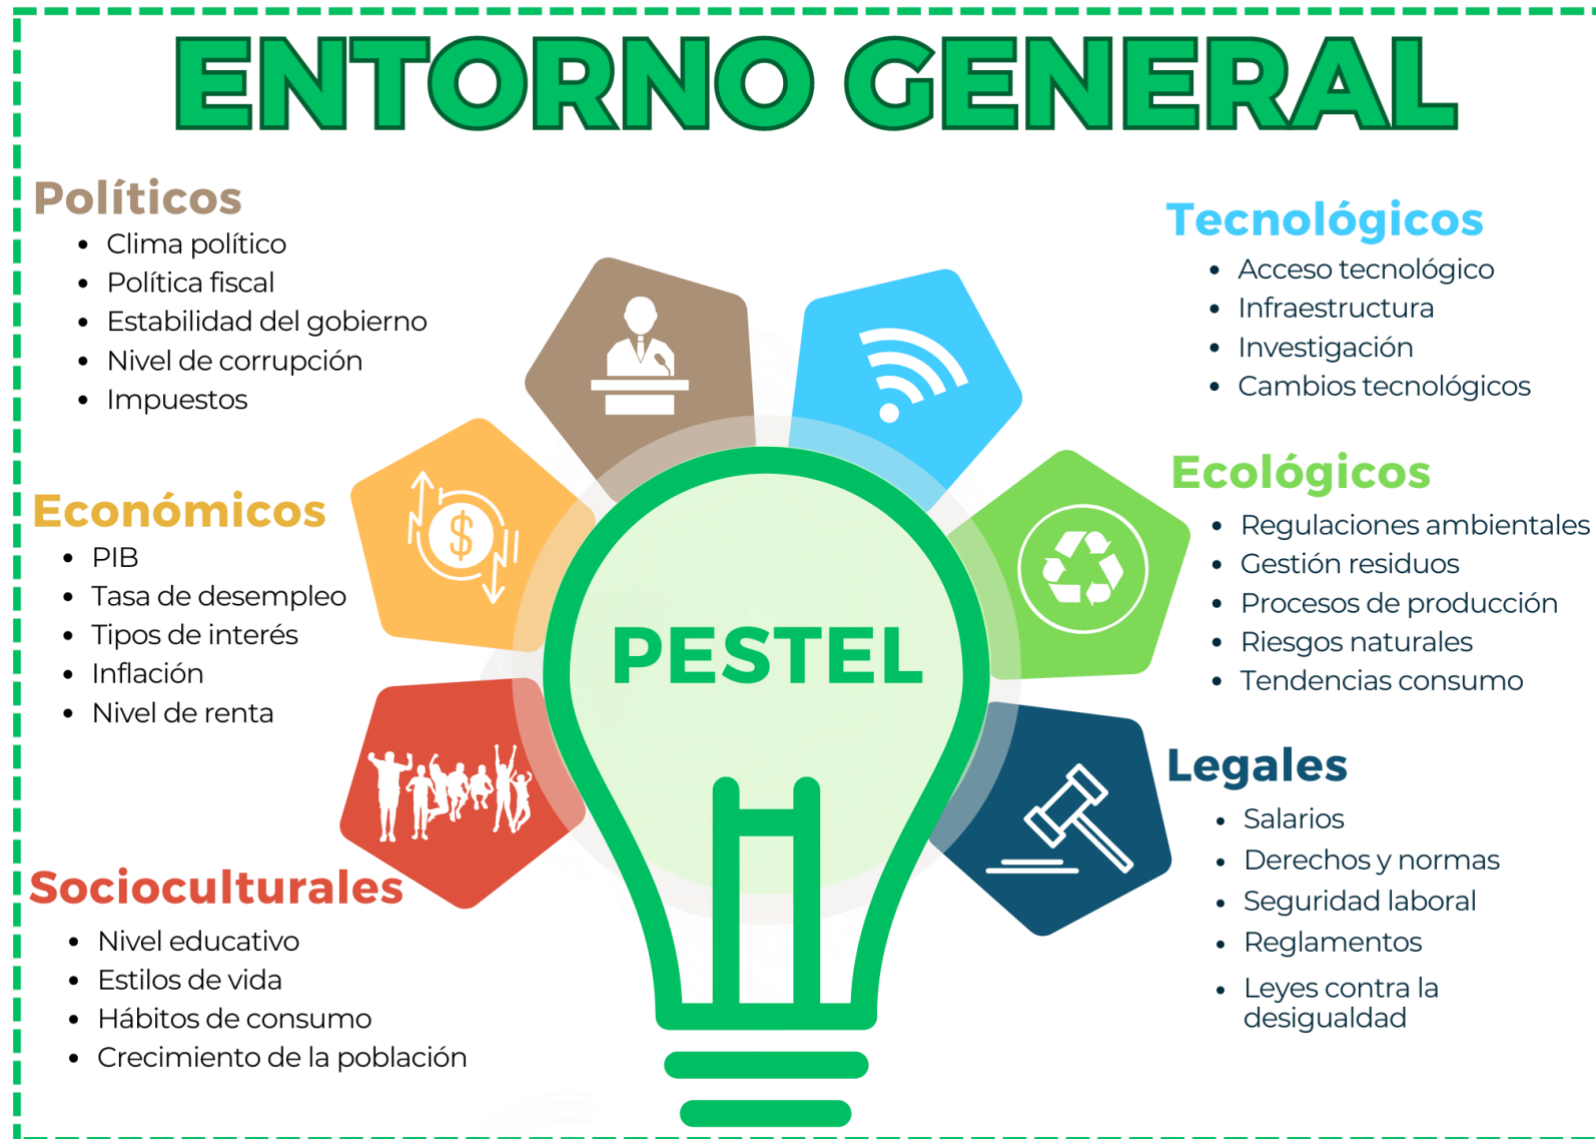 ENTORNO GENERAL
Políticos
• Clima político
• Política fiscal
• Estabilidad del gobierno
• Nivel de corrupción
• Impuestos
Económicos
• PIB
• Tasa de desempleo
• Tipos de interés
• Inflación
• Nivel de renta
Socioculturales
• Nivel educativo
• Estilos de vida
• Hábitos de consumo
• Crecimiento de la población
$
PESTEL
Tecnológicos
• Acceso tecnológico
• Infraestructura
• Investigación
• Cambios tecnológicos
Ecológicos
• Regulaciones ambientales
• Gestión residuos
• Procesos de producción
• Riesgos naturales
• Tendencias consumo
Legales
• Salarios
• Derechos y normas
• Seguridad laboral
• Reglamentos
• Leyes contra la
desigualdad